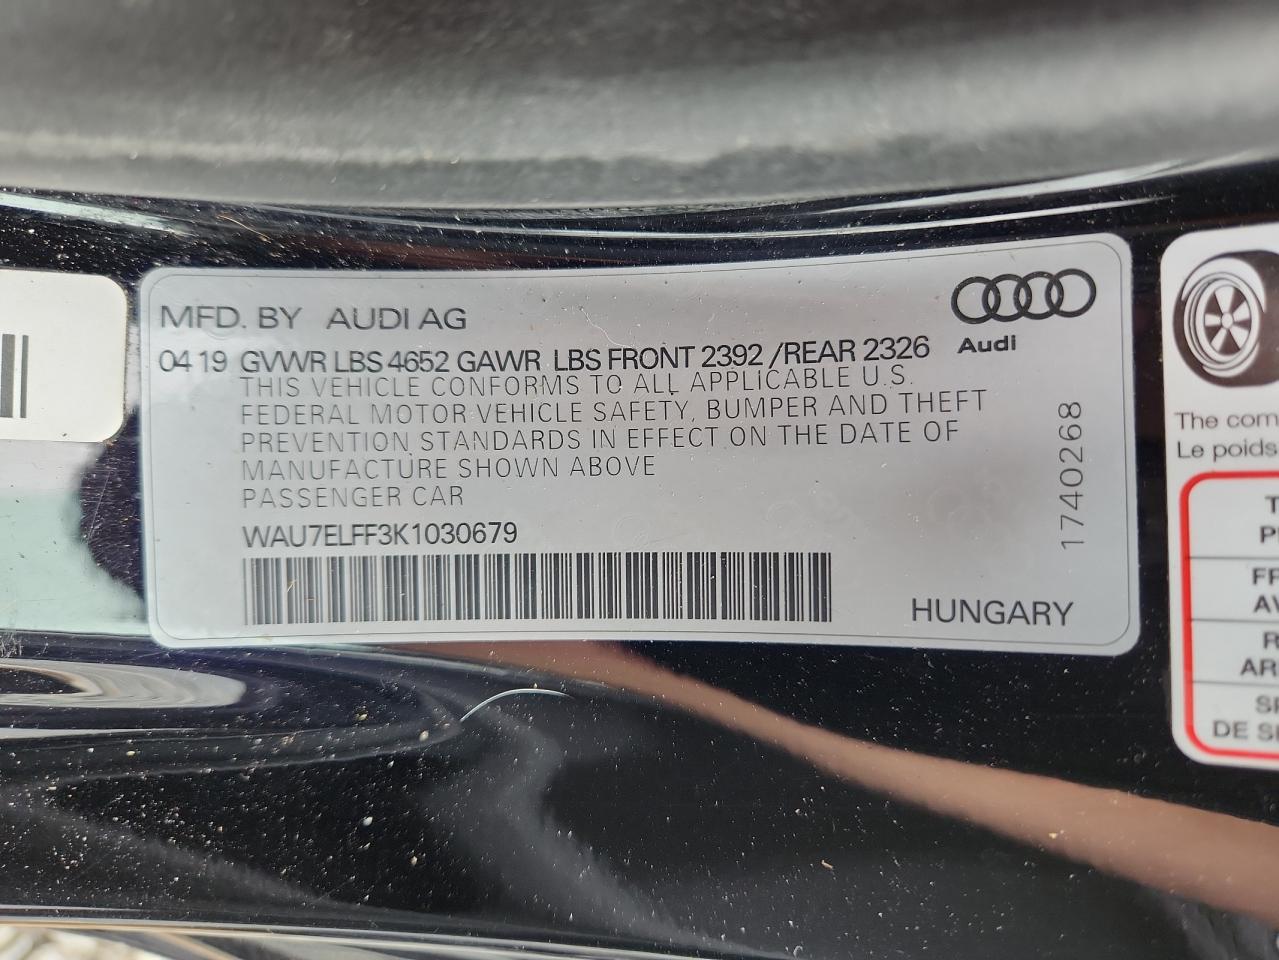 MFD. BY AUDI AG
Audi
04 19 GVWR LBS 4652 GAWR LBS FRONT 2392 /REAR 2326
THIS VEHICLE CONFORMS TO ALL APPLICABLE U.S.
FEDERAL MOTOR VEHICLE SAFETY, BUMPER AND THEFT
PREVENTION STANDARDS IN EFFECT ON THE DATE OF
MANUFACTURE SHOWN ABOVE
PASSENGER CAR
WAU7ELFF3K1030679
HUNGARY
1740268
The
Le poids
DE